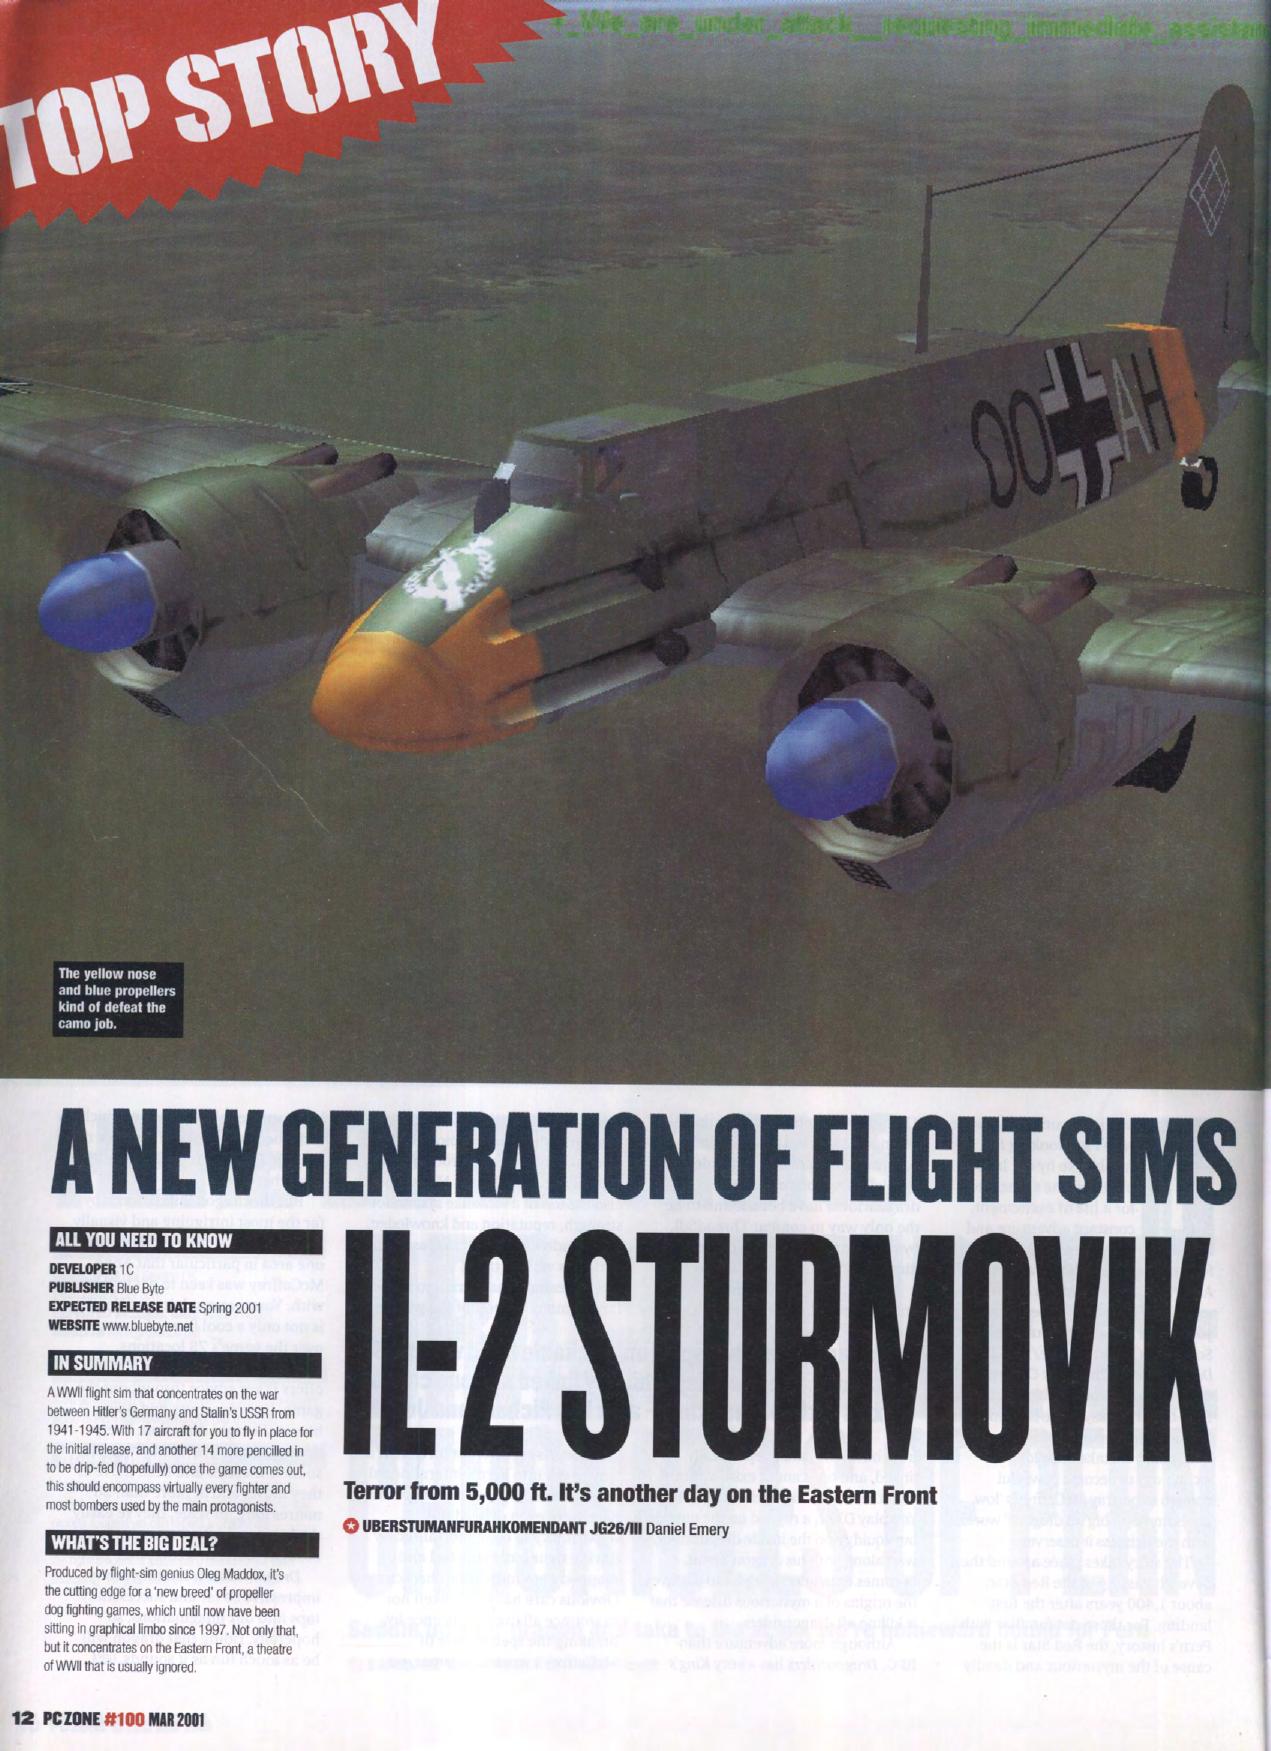 +_We_are_under_attack__requesting_immediate_assistan
TOP STORY
OO AH
The yellow nose
and blue propellers
kind of defeat the
camo job.
A NEW GENERATION OF FLIGHT SIMS
IL-2 STURMOVIK
Terror from 5,000 ft. It's another day on the Eastern Front
UBERSTUMANFURAHKOMENDANT JG26/III Daniel Emery
ALL YOU NEED TO KNOW
DEVELOPER 1C
PUBLISHER Blue Byte
EXPECTED RELEASE DATE Spring 2001
WEBSITE www.bluebyte.net
IN SUMMARY
A WWII flight sim that concentrates on the war
between Hitler's Germany and Stalin's USSR from
1941-1945. With 17 aircraft for you to fly in place for
the initial release, and another 14 more pencilled in
to be drip-fed (hopefully) once the game comes out,
this should encompass virtually every fighter and
most bombers used by the main protagonists.
WHAT'S THE BIG DEAL?
Produced by flight-sim genius Oleg Maddox, it's
the cutting edge for a 'new breed' of propeller
dog fighting games, which until now have been
sitting in graphical limbo since 1997. Not only that,
but it concentrates on the Eastern Front, a theatre
of WWII that is usually ignored.
12 PCZONE #100 MAR 2001